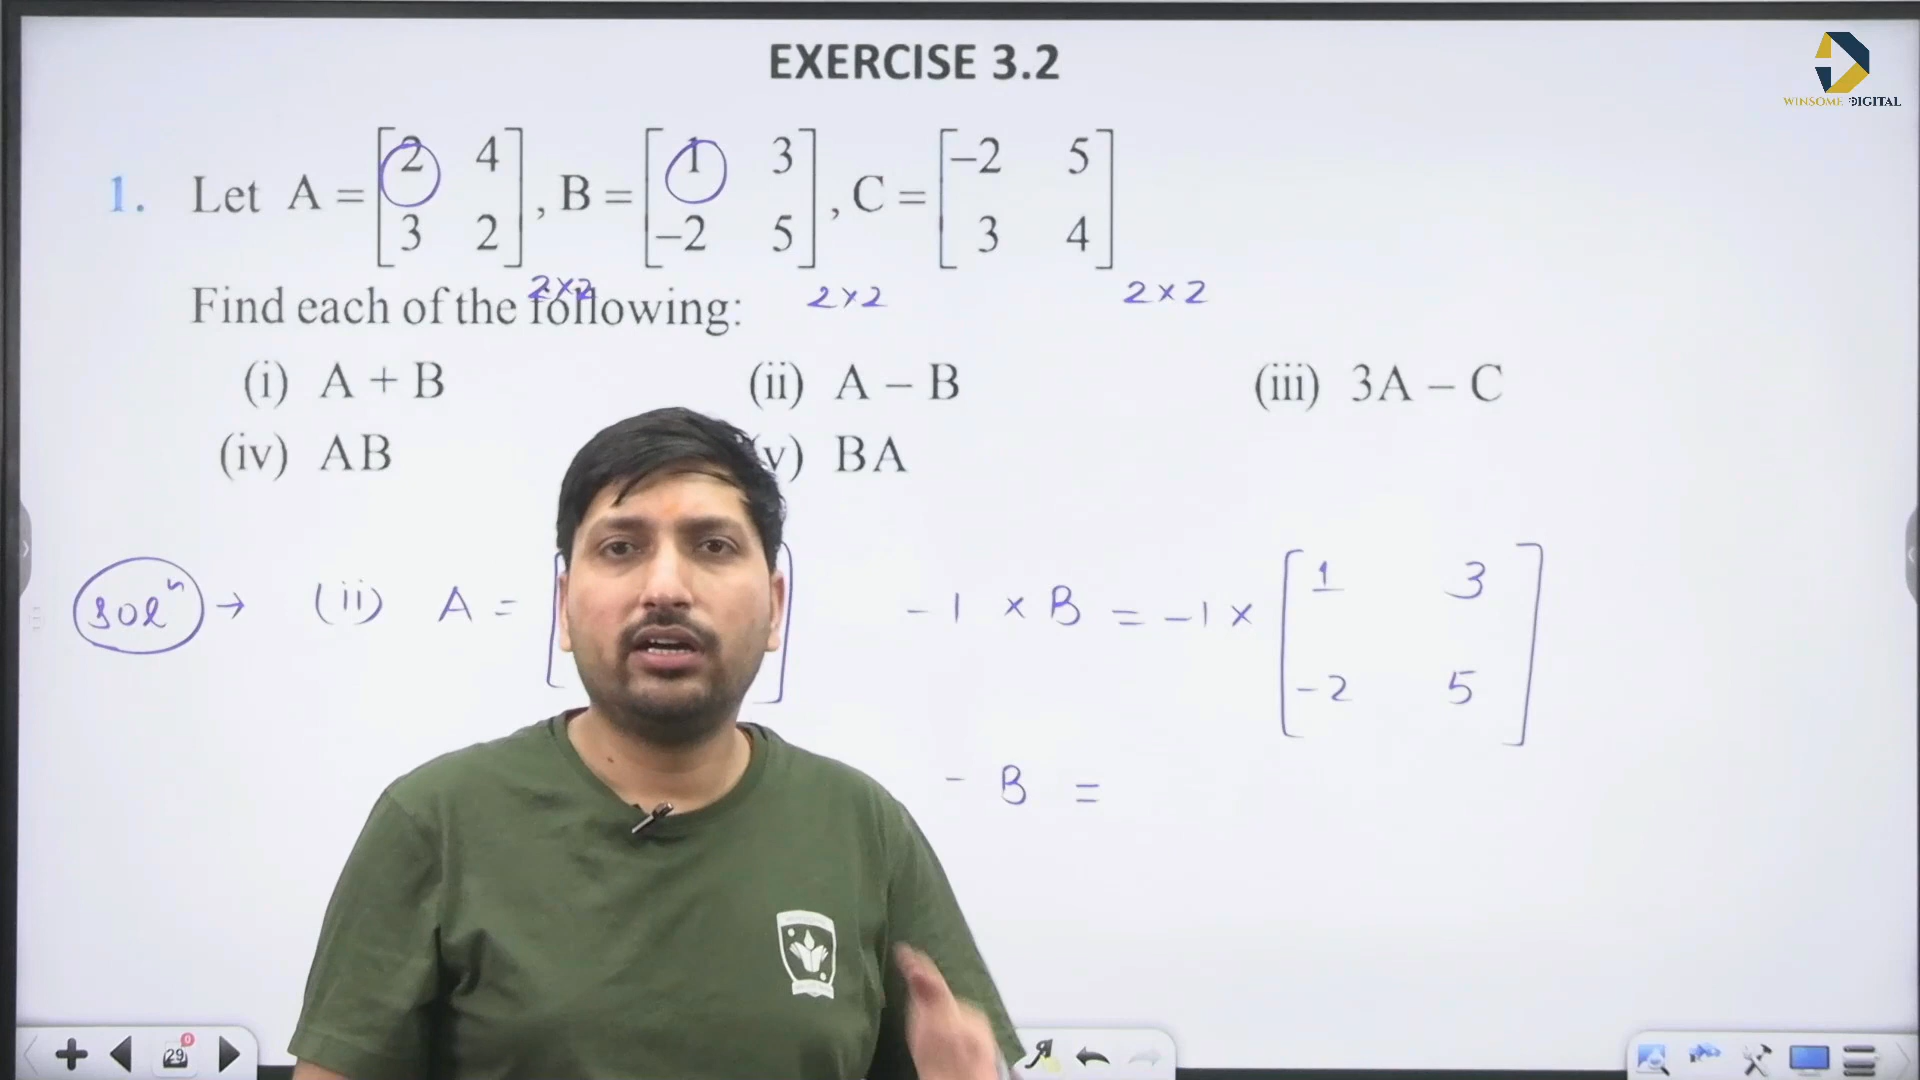 EXERCISE 3.2
WINSOME DIGITAL
1. Let A = [2 4 3 2], B = [1 3 –2 5], C = [–2 5 3 4]
2×2 2×2 2×2
Find each of the following:
(i) A + B (ii) A – B (iii) 3A – C
(iv) AB v) BA
Solⁿ → (ii) A = [ ] -1 × B = -1 × [1 3 -2 5]
- B =
29
0